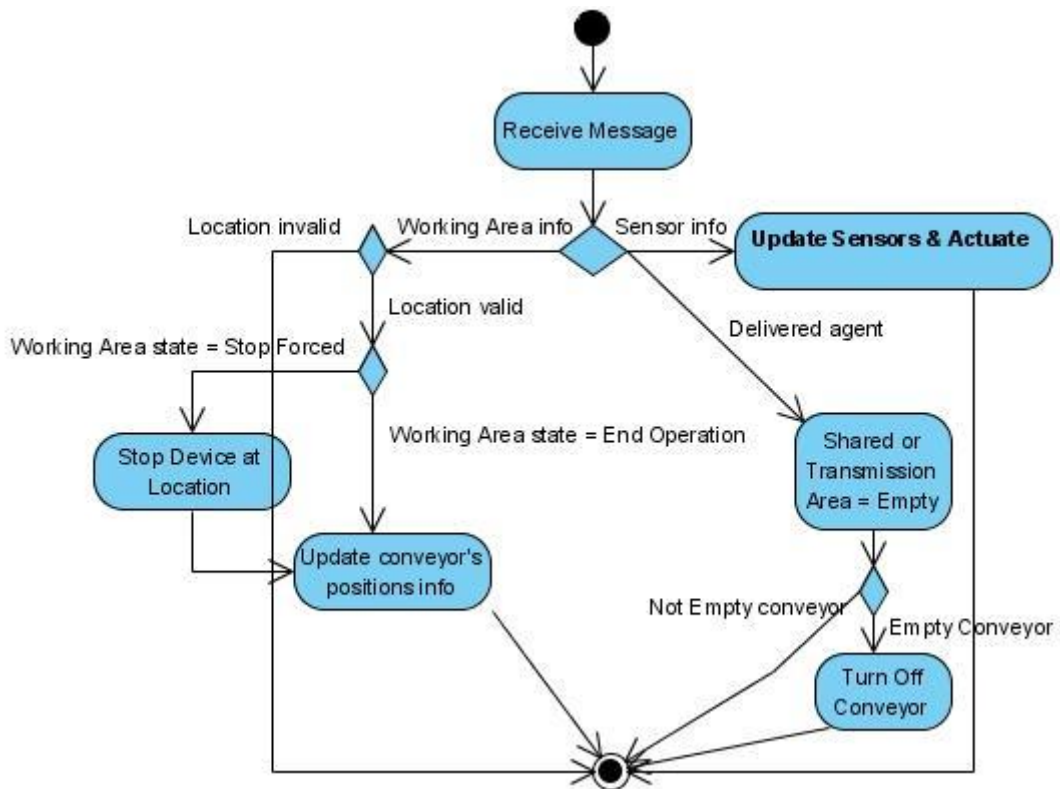 Receive Message
Location invalid
Working Area info
Sensor info
Update Sensors & Actuate
Location valid
Delivered agent
Working Area state = Stop Forced
Working Area state = End Operation
Stop Device at
Location
Shared or
Transmission
Area = Empty
Update conveyor's
positions info
Not Empty conveyor
Empty Conveyor
Turn Off
Conveyor